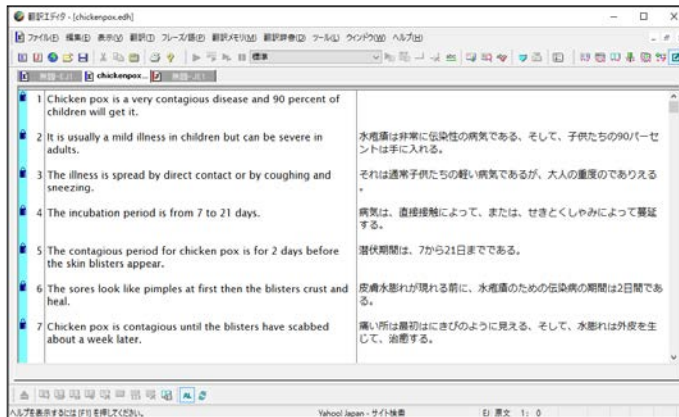 翻訳エディタ - [chickenpox.edh]
ファイル(F) 編集(E) 表示(V) 翻訳(T) フレーズ/語(P) 翻訳メモリ(M) 翻訳辞書(D) ツール(L) ウィンドウ(W) ヘルプ(H)
標準
無題-EJ1 chickenpox... 無題-JE1
1 Chicken pox is a very contagious disease and 90 percent of
children will get it.
2 It is usually a mild illness in children but can be severe in
adults.
水疱瘡は非常に伝染性の病気である、そして、子供たちの90パーセ
ントは手に入れる。
3 The illness is spread by direct contact or by coughing and
sneezing.
それは通常子供たちの軽い病気であるが、大人の重度のでありえる
。
4 The incubation period is from 7 to 21 days.
病気は、直接接触によって、または、せきとくしゃみによって蔓延
する。
5 The contagious period for chicken pox is for 2 days before
the skin blisters appear.
潜伏期間は、7から21日までである。
6 The sores look like pimples at first then the blisters crust and
heal.
皮膚水膨れが現れる前に、水疱瘡のための伝染病の期間は2日間であ
る。
7 Chicken pox is contagious until the blisters have scabbed
about a week later.
痛い所は最初はにきびのように見える、そして、水膨れは外皮を生
じて、治癒する。
ヘルプを表示するには [F1] を押してください。 Yahoo! Japan - サイト検索 EJ 原文 1: 0